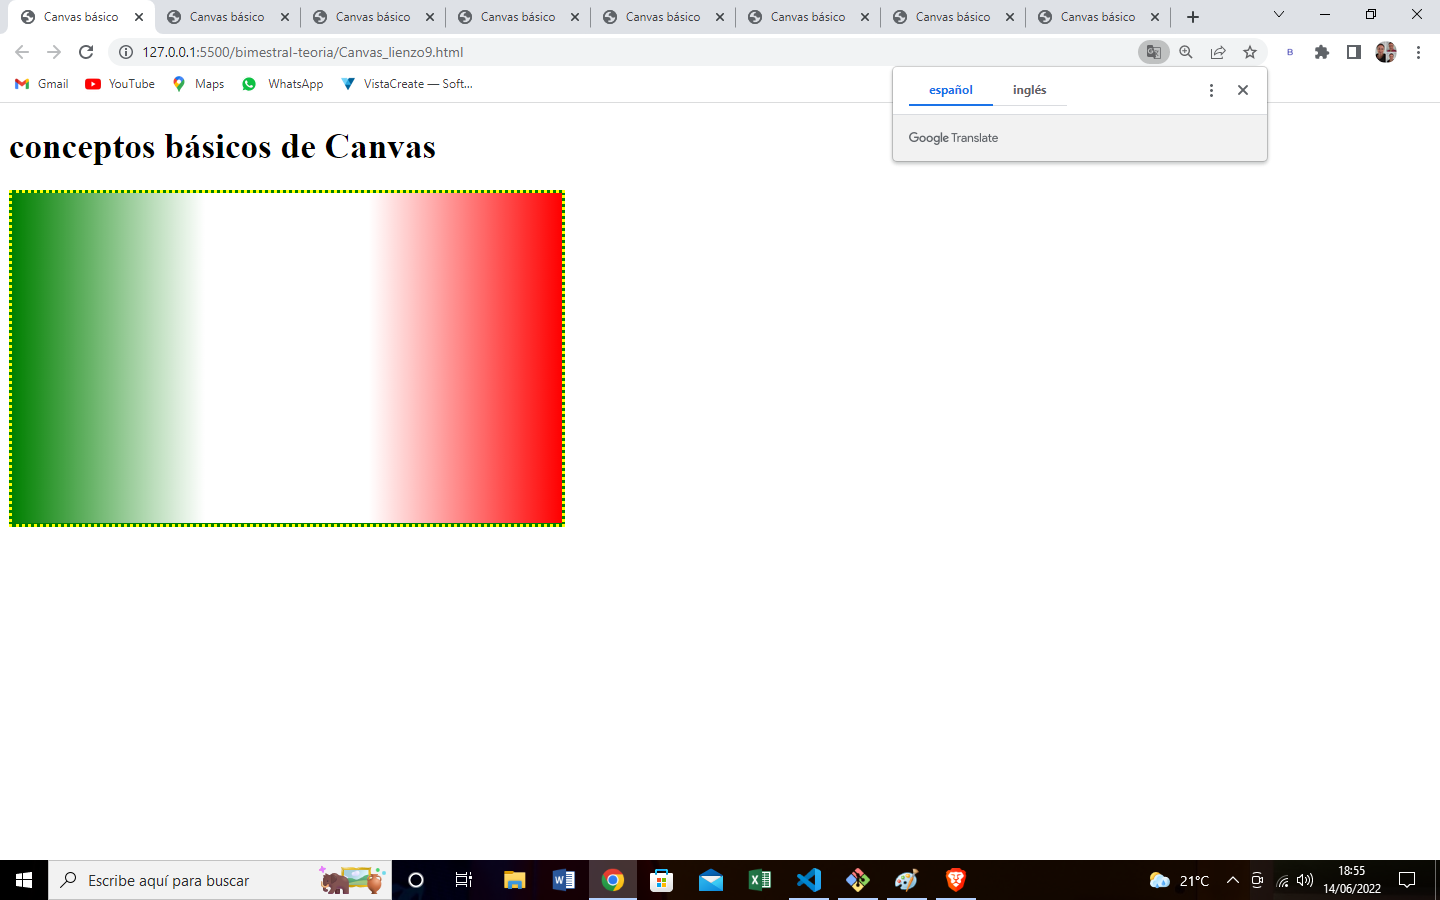 Canvas básico Canvas básico Canvas básico Canvas básico Canvas básico Canvas básico Canvas básico Canvas básico
127.0.0.1:5500/bimestral-teoria/Canvas_lienzo9.html B
Gmail YouTube Maps WhatsApp VistaCreate — Soft...
español inglés
Google Translate
conceptos básicos de Canvas
Escribe aquí para buscar
21°C
18:55
14/06/2022